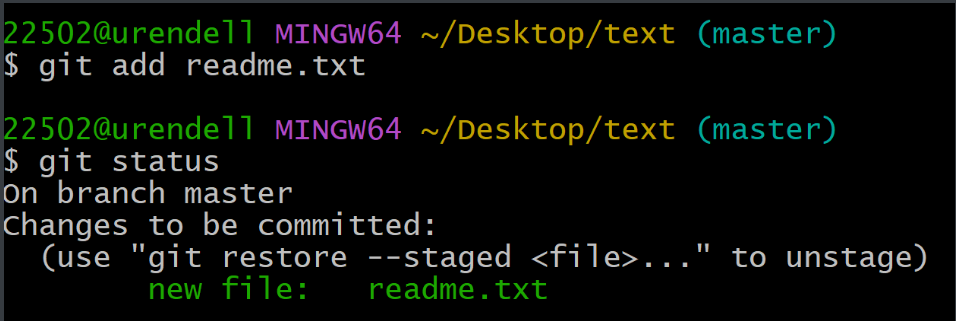 22502@urendell MINGW64 ~/Desktop/text (master)
$ git add readme.txt
22502@urendell MINGW64 ~/Desktop/text (master)
$ git status
On branch master
Changes to be committed:
  (use "git restore --staged <file>..." to unstage)
        new file:   readme.txt